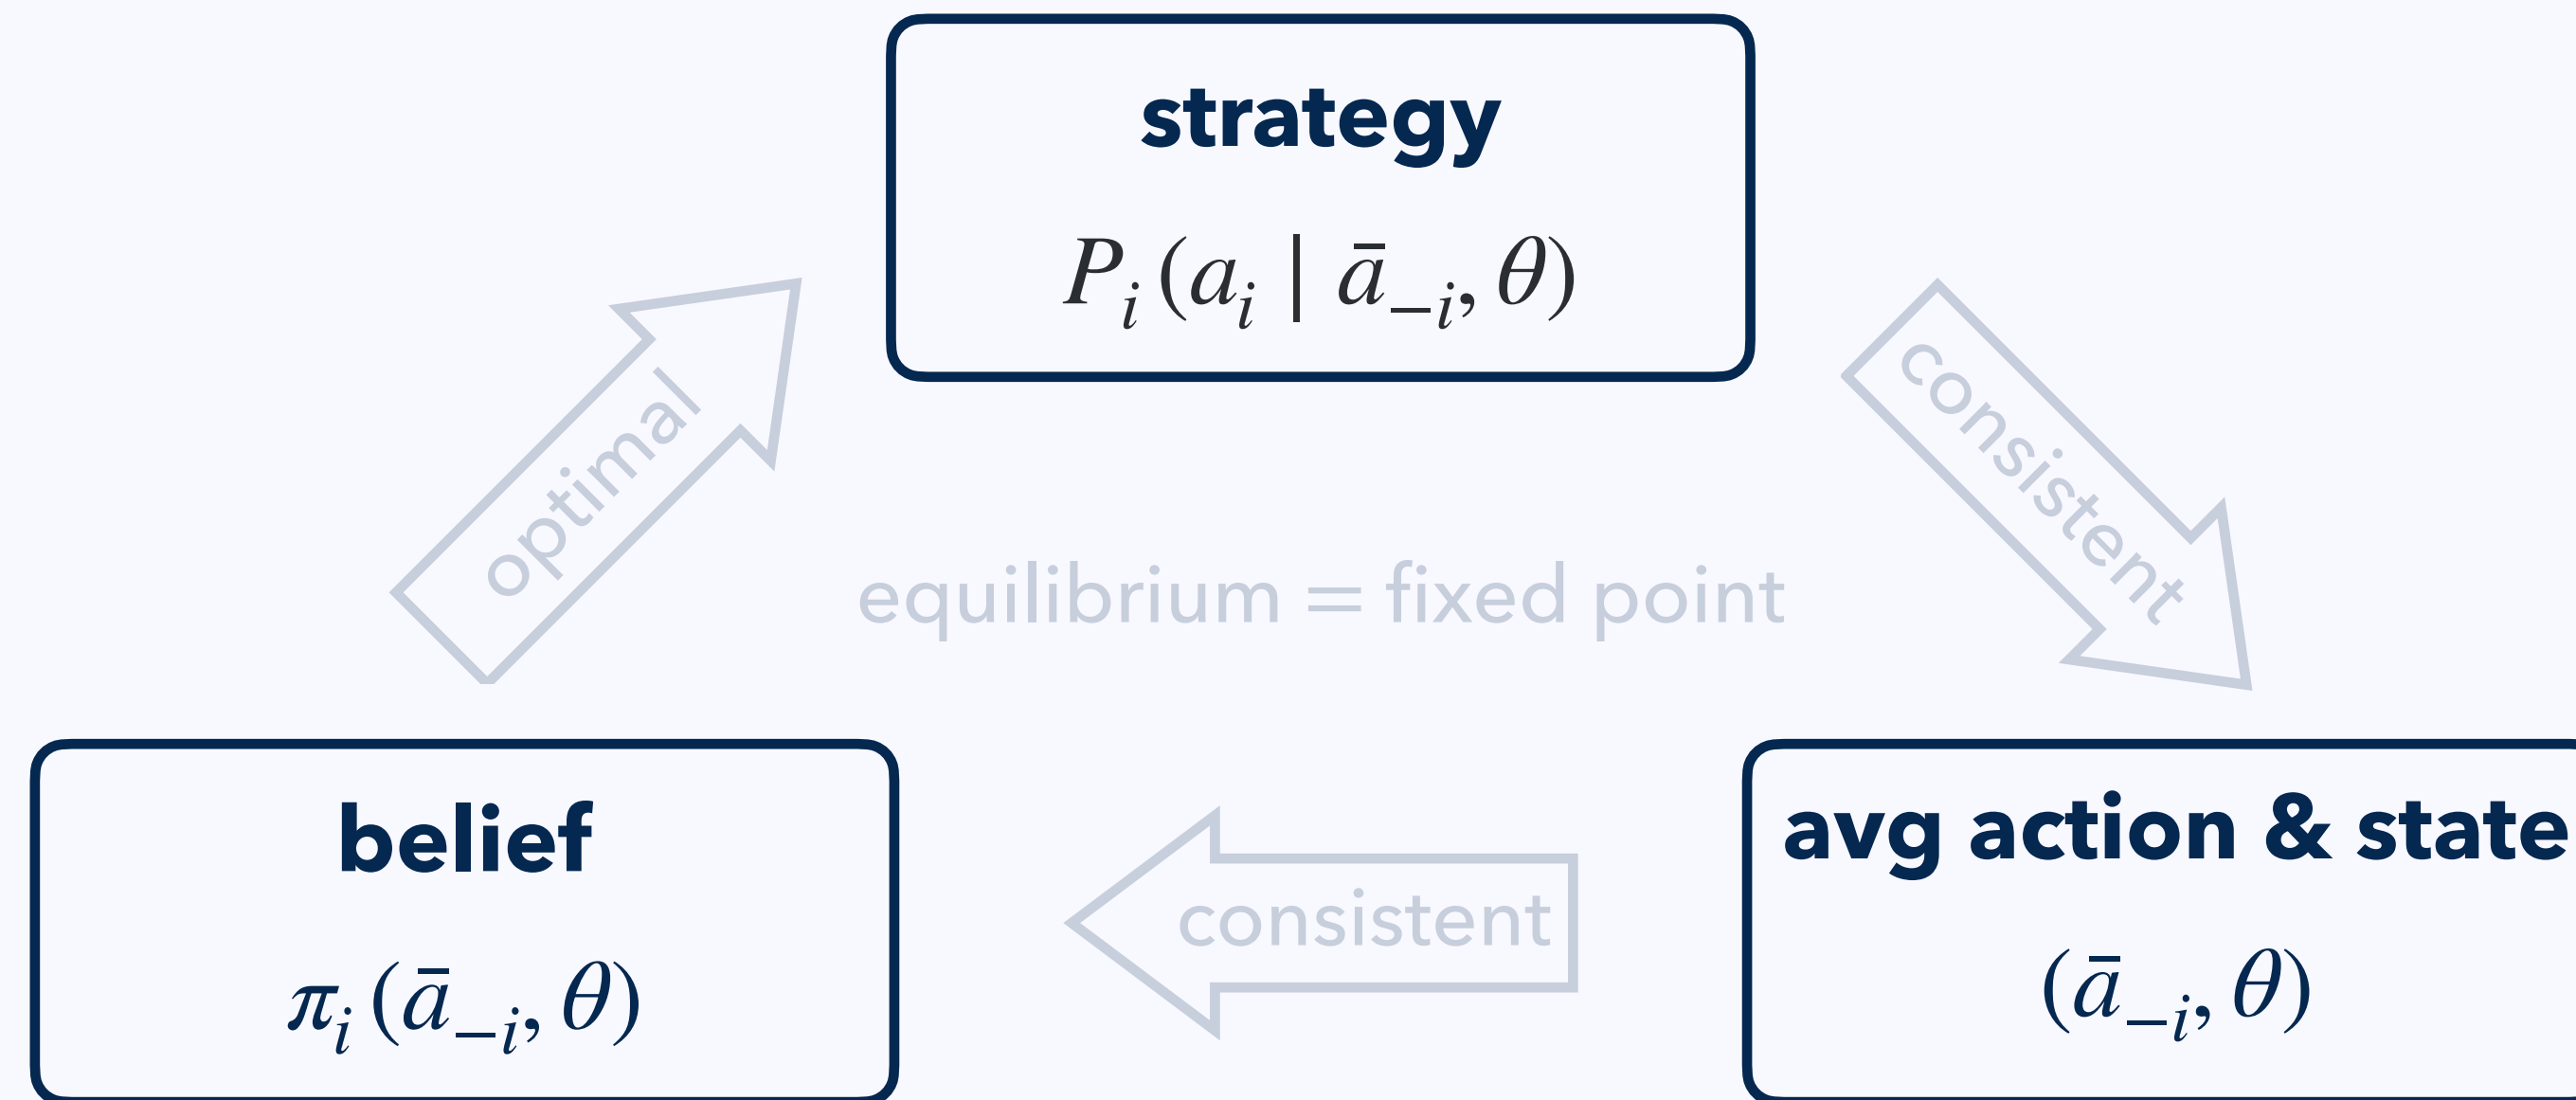 strategy
P_i (a_i | ā_{−i}, θ)
optimal
consistent
equilibrium = fixed point
belief
π_i (ā_{−i}, θ)
consistent
avg action & state
(ā_{−i}, θ)